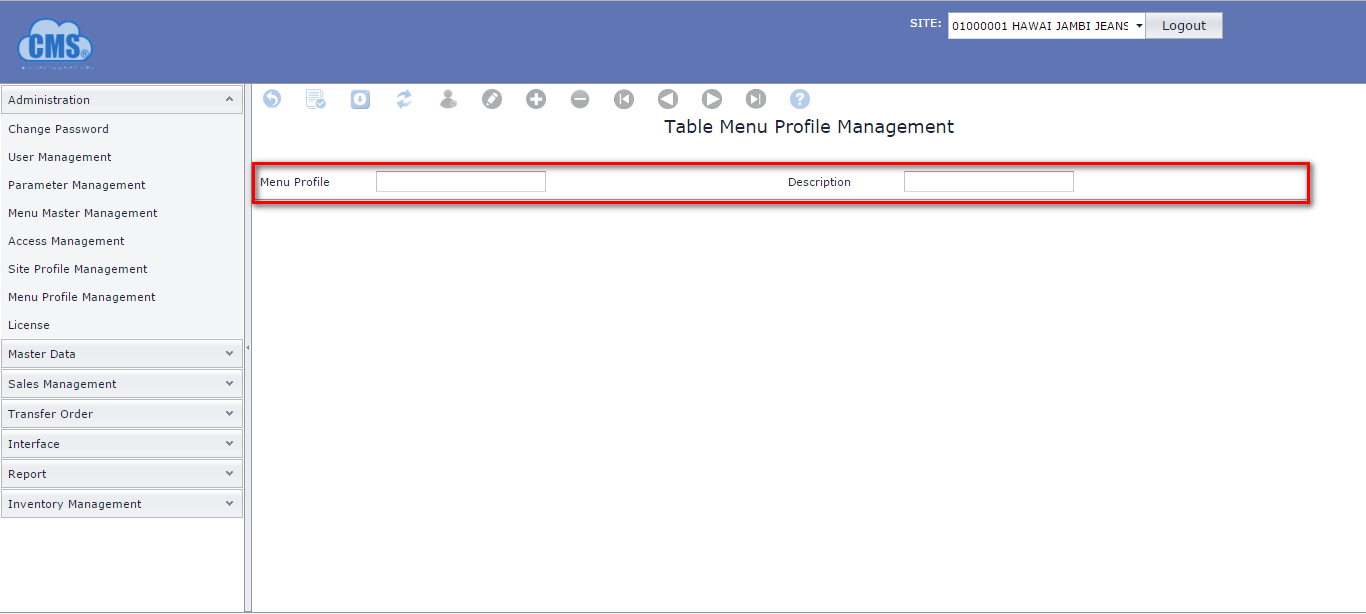 CMS®
SITE: 01000001 HAWAI JAMBI JEANS Logout
Administration
Change Password
User Management
Parameter Management
Menu Master Management
Access Management
Site Profile Management
Menu Profile Management
License
Master Data
Sales Management
Transfer Order
Interface
Report
Inventory Management
?
Table Menu Profile Management
Menu Profile Description